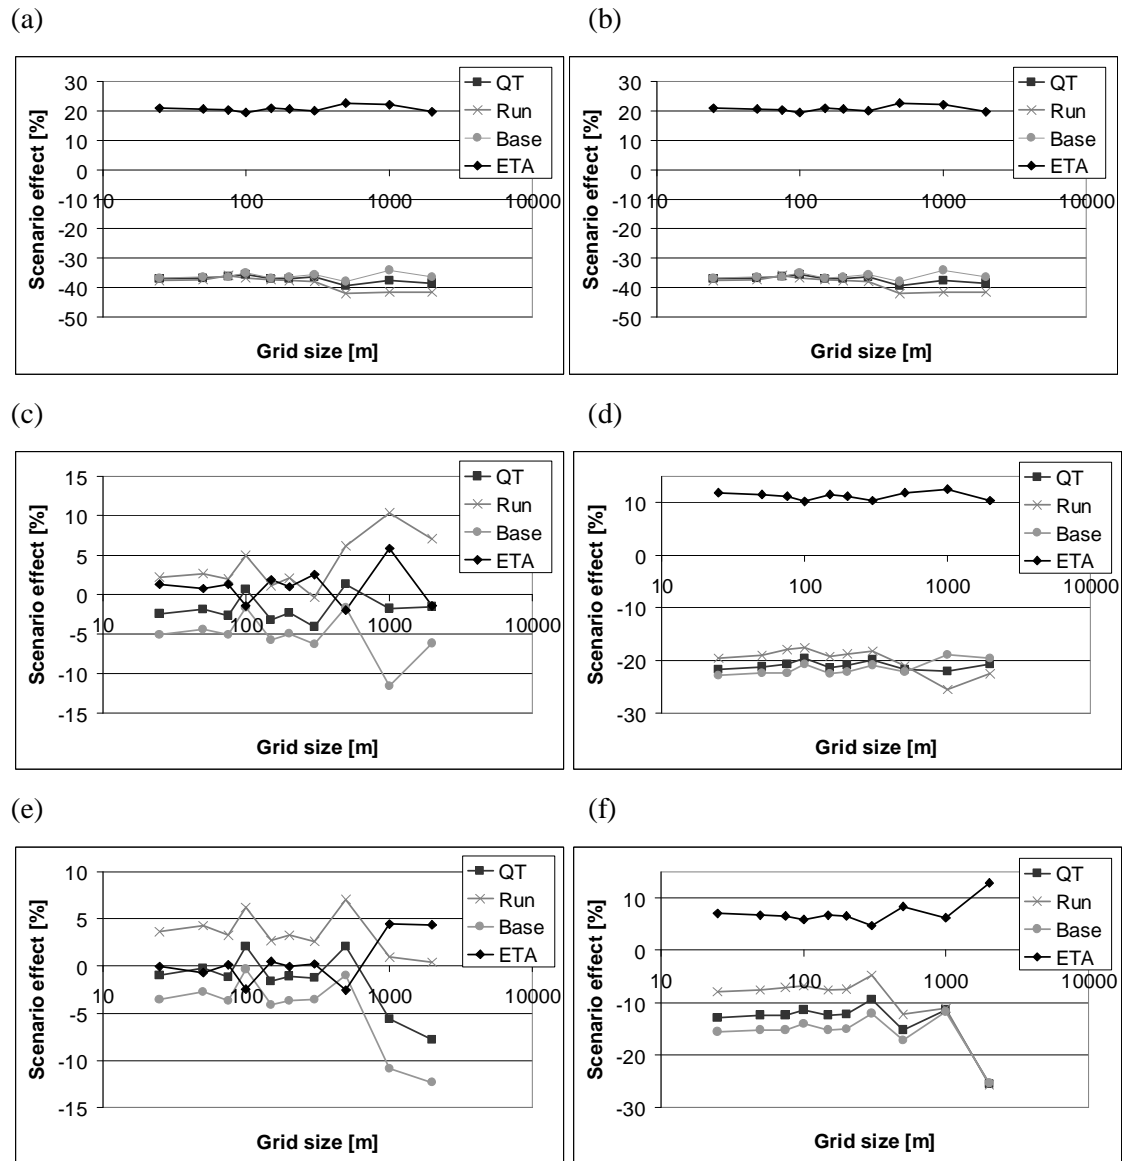 (a)
30
20
10
0
-10
-20
-30
-40
-50
10
100
1000
10000
Scenario effect [%]
Grid size [m]
QT
Run
Base
ETA
(b)
30
20
10
0
-10
-20
-30
-40
-50
10
100
1000
10000
Scenario effect [%]
Grid size [m]
QT
Run
Base
ETA
(c)
15
10
5
0
-5
-10
-15
10
100
1000
10000
Scenario effect [%]
Grid size [m]
QT
Run
Base
ETA
(d)
10
0
-10
-20
-30
10
100
1000
10000
Scenario effect [%]
Grid size [m]
QT
Run
Base
ETA
(e)
10
5
0
-5
-10
-15
10
100
1000
10000
Scenario effect [%]
Grid size [m]
QT
Run
Base
ETA
(f)
10
0
-10
-20
-30
10
100
1000
10000
Scenario effect [%]
Grid size [m]
QT
Run
Base
ETA